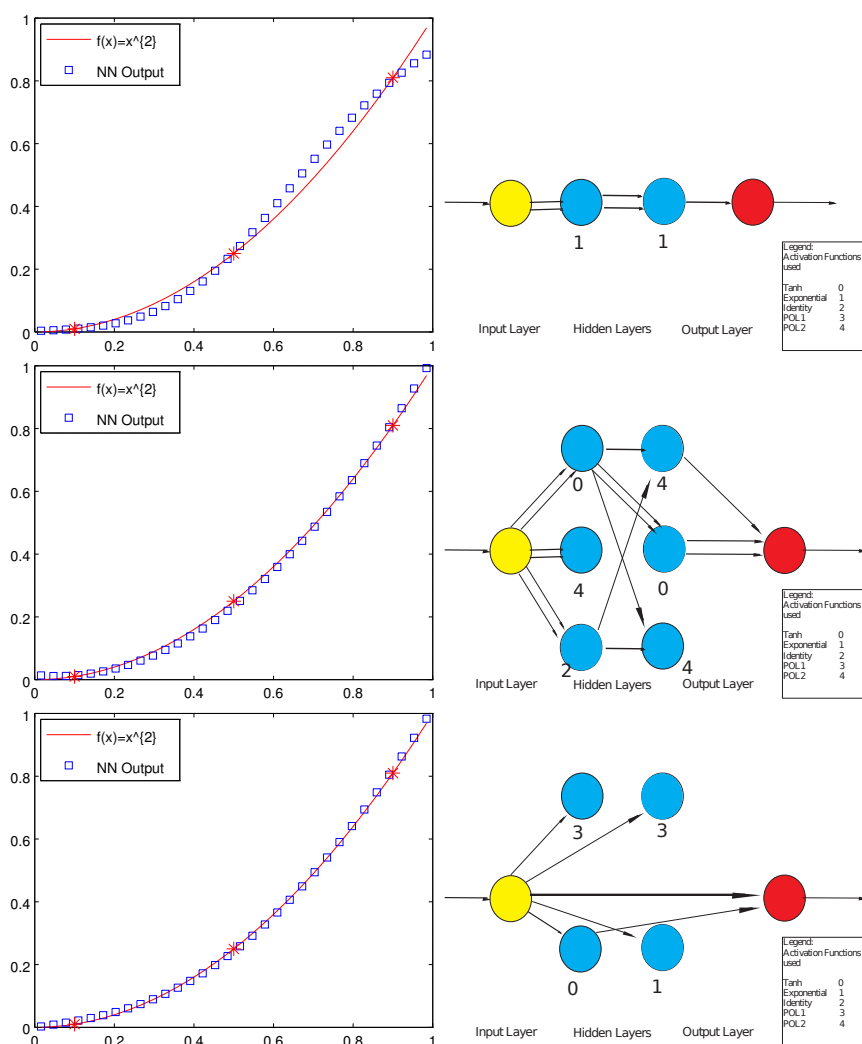 1
f(x)=x^{2}
NN Output
0.8
0.6
0.4
0.2
0
0 0.2 0.4 0.6 0.8 1
1 1
Input Layer Hidden Layers Output Layer
Legend:
Activation Functions
used
Tanh 0
Exponential 1
Identity 2
POL1 3
POL2 4
1
f(x)=x^{2}
NN Output
0.8
0.6
0.4
0.2
0
0 0.2 0.4 0.6 0.8 1
0 4
4 0
2 4
Input Layer Hidden Layers Output Layer
Legend:
Activation Functions
used
Tanh 0
Exponential 1
Identity 2
POL1 3
POL2 4
1
f(x)=x^{2}
NN Output
0.8
0.6
0.4
0.2
0
0 0.2 0.4 0.6 0.8 1
3 3
0 1
Input Layer Hidden Layers Output Layer
Legend:
Activation Functions
used
Tanh 0
Exponential 1
Identity 2
POL1 3
POL2 4